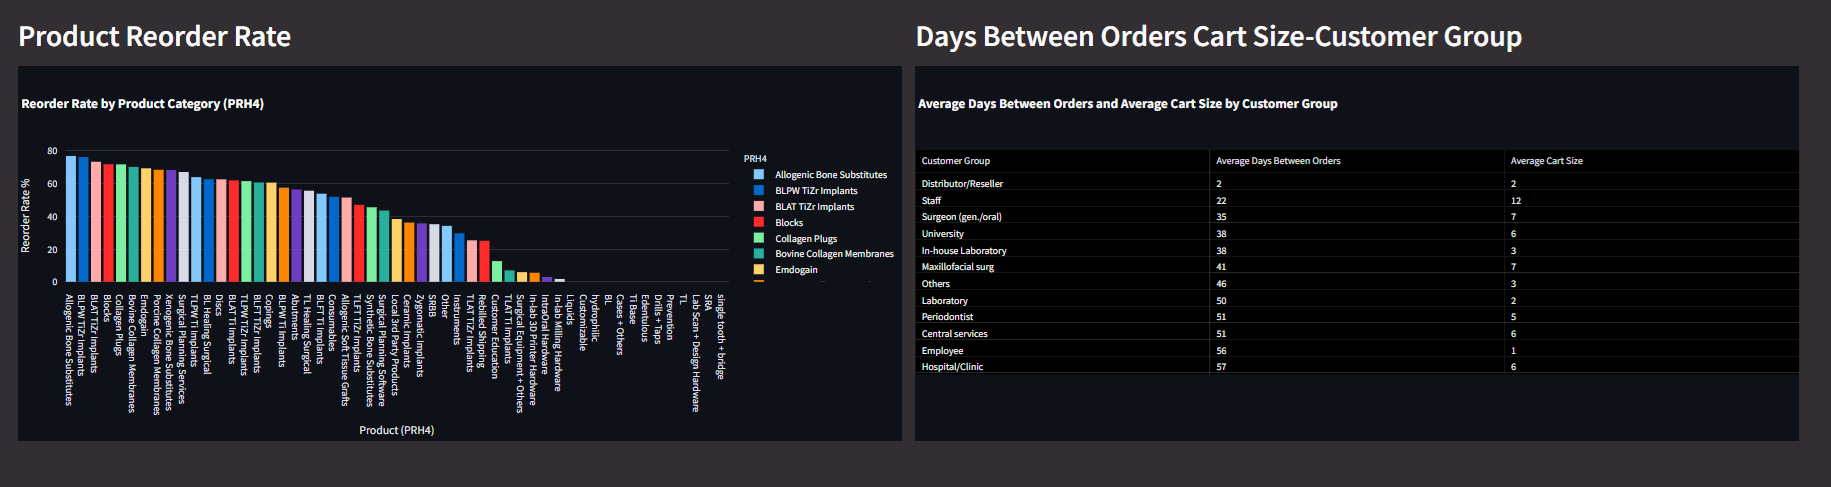 Product Reorder Rate
Reorder Rate by Product Category (PRH4)
80
60
40
20
0
Reorder Rate %
Allogenic Bone Substitutes
BLPW TiZr Implants
BLAT TiZr Implants
Blocks
Collagen Plugs
Bovine Collagen Membranes
Emdogain
Porcine Collagen Membranes
Xenogenic Bone Substitutes
Surgical Planning Services
TLPW Ti Implants
BL Healing Surgical
Discs
BLAT Ti Implants
TLPW TiZr Implants
BLFT TiZr Implants
Copings
BLPW Ti Implants
Abutments
TL Healing Surgical
BLFT Ti Implants
Consumables
Allogenic Soft Tissue Grafts
TLFT TiZr Implants
Synthetic Bone Substitutes
Surgical Planning Software
Local 3rd Party Products
Ceramic Implants
Zygomatic Implants
SRBB
Other
Instruments
TLAT TiZr Implants
Rebilled Shipping
Customer Education
TLAT Ti Implants
Surgical Equipment + Others
In-lab 3D Printer Hardware
IntraOral Hardware
In-lab Milling Hardware
Liquids
Customizable
hydrophilic
BL
Cases + Others
Ti Base
Edentulous
Drills + Taps
Prevention
TL
Lab Scan + Design Hardware
SRA
single tooth + bridge
Product (PRH4)
PRH4
Allogenic Bone Substitutes
BLPW TiZr Implants
BLAT TiZr Implants
Blocks
Collagen Plugs
Bovine Collagen Membranes
Emdogain
Days Between Orders Cart Size-Customer Group
Average Days Between Orders and Average Cart Size by Customer Group
Customer Group Average Days Between Orders Average Cart Size
Distributor/Reseller 2 2
Staff 22 12
Surgeon (gen./oral) 35 7
University 38 6
In-house Laboratory 38 3
Maxillofacial surg 41 7
Others 46 3
Laboratory 50 2
Periodontist 51 5
Central services 51 6
Employee 56 1
Hospital/Clinic 57 6